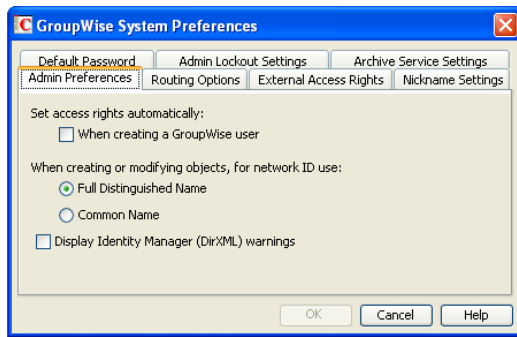 GroupWise System Preferences
Default Password Admin Lockout Settings Archive Service Settings
Admin Preferences Routing Options External Access Rights Nickname Settings
Set access rights automatically:
When creating a GroupWise user
When creating or modifying objects, for network ID use:
Full Distinguished Name
Common Name
Display Identity Manager (DirXML) warnings
OK Cancel Help